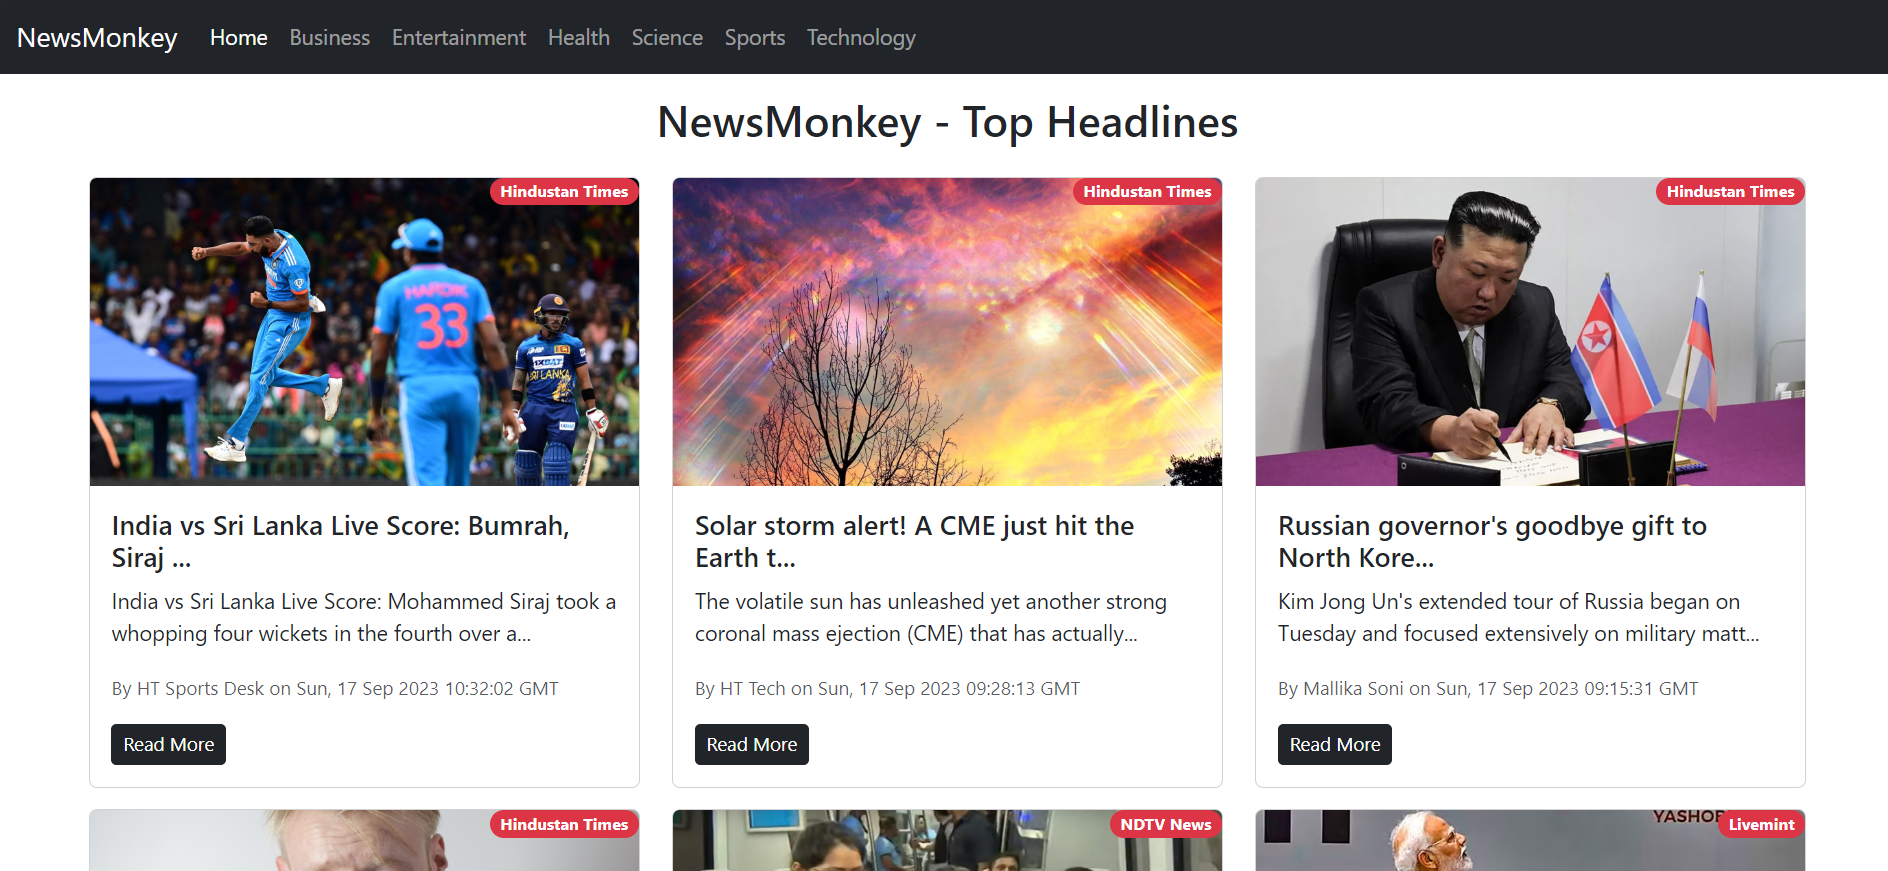 NewsMonkey Home Business Entertainment Health Science Sports Technology
NewsMonkey - Top Headlines
Hindustan Times
HARDIK
33
SRI LANKA
India vs Sri Lanka Live Score: Bumrah,
Siraj ...
India vs Sri Lanka Live Score: Mohammed Siraj took a
whopping four wickets in the fourth over a...
By HT Sports Desk on Sun, 17 Sep 2023 10:32:02 GMT
Read More
Hindustan Times
Solar storm alert! A CME just hit the
Earth t...
The volatile sun has unleashed yet another strong
coronal mass ejection (CME) that has actually...
By HT Tech on Sun, 17 Sep 2023 09:28:13 GMT
Read More
Hindustan Times
Russian governor's goodbye gift to
North Kore...
Kim Jong Un's extended tour of Russia began on
Tuesday and focused extensively on military matt...
By Mallika Soni on Sun, 17 Sep 2023 09:15:31 GMT
Read More
Hindustan Times
NDTV News
Livemint